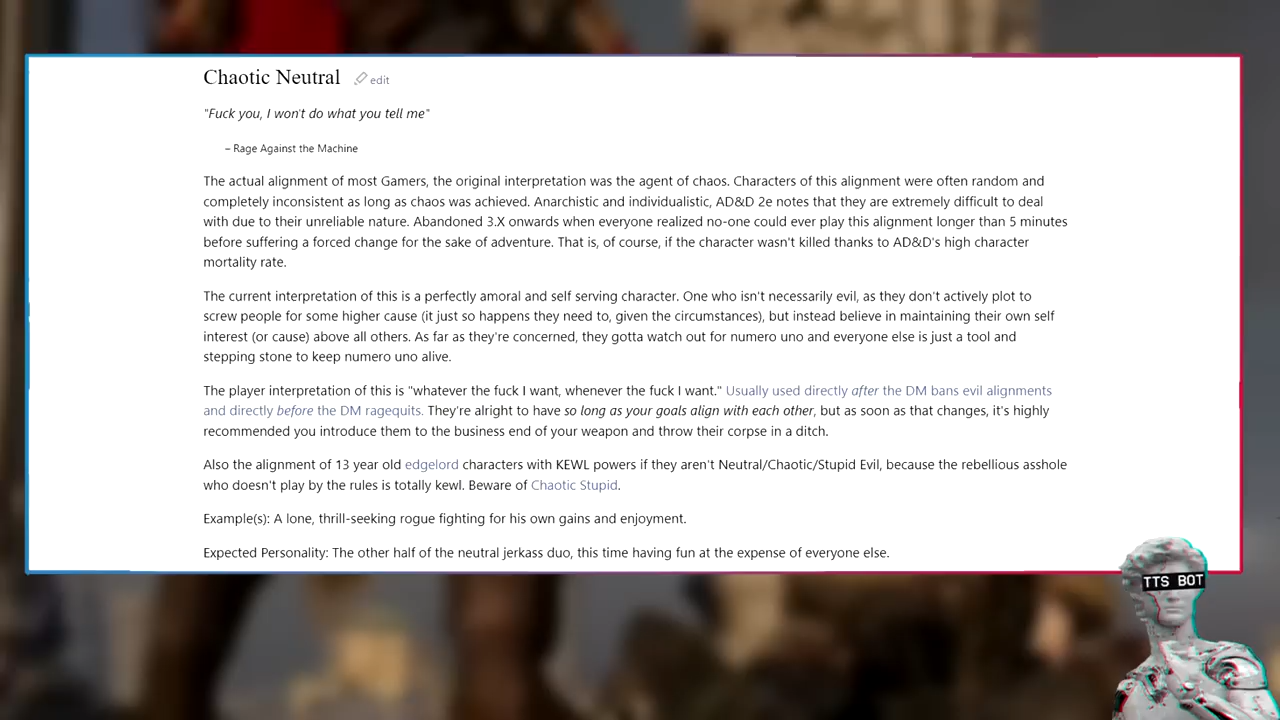 Chaotic Neutral edit
"Fuck you, I won't do what you tell me"
– Rage Against the Machine
The actual alignment of most Gamers, the original interpretation was the agent of chaos. Characters of this alignment were often random and
completely inconsistent as long as chaos was achieved. Anarchistic and individualistic, AD&D 2e notes that they are extremely difficult to deal
with due to their unreliable nature. Abandoned 3.X onwards when everyone realized no-one could ever play this alignment longer than 5 minutes
before suffering a forced change for the sake of adventure. That is, of course, if the character wasn't killed thanks to AD&D's high character
mortality rate.
The current interpretation of this is a perfectly amoral and self serving character. One who isn't necessarily evil, as they don't actively plot to
screw people for some higher cause (it just so happens they need to, given the circumstances), but instead believe in maintaining their own self
interest (or cause) above all others. As far as they're concerned, they gotta watch out for numero uno and everyone else is just a tool and
stepping stone to keep numero uno alive.
The player interpretation of this is "whatever the fuck I want, whenever the fuck I want." Usually used directly after the DM bans evil alignments
and directly before the DM ragequits. They're alright to have so long as your goals align with each other, but as soon as that changes, it's highly
recommended you introduce them to the business end of your weapon and throw their corpse in a ditch.
Also the alignment of 13 year old edgelord characters with KEWL powers if they aren't Neutral/Chaotic/Stupid Evil, because the rebellious asshole
who doesn't play by the rules is totally kewl. Beware of Chaotic Stupid.
Example(s): A lone, thrill-seeking rogue fighting for his own gains and enjoyment.
Expected Personality: The other half of the neutral jerkass duo, this time having fun at the expense of everyone else.
TTS BOT